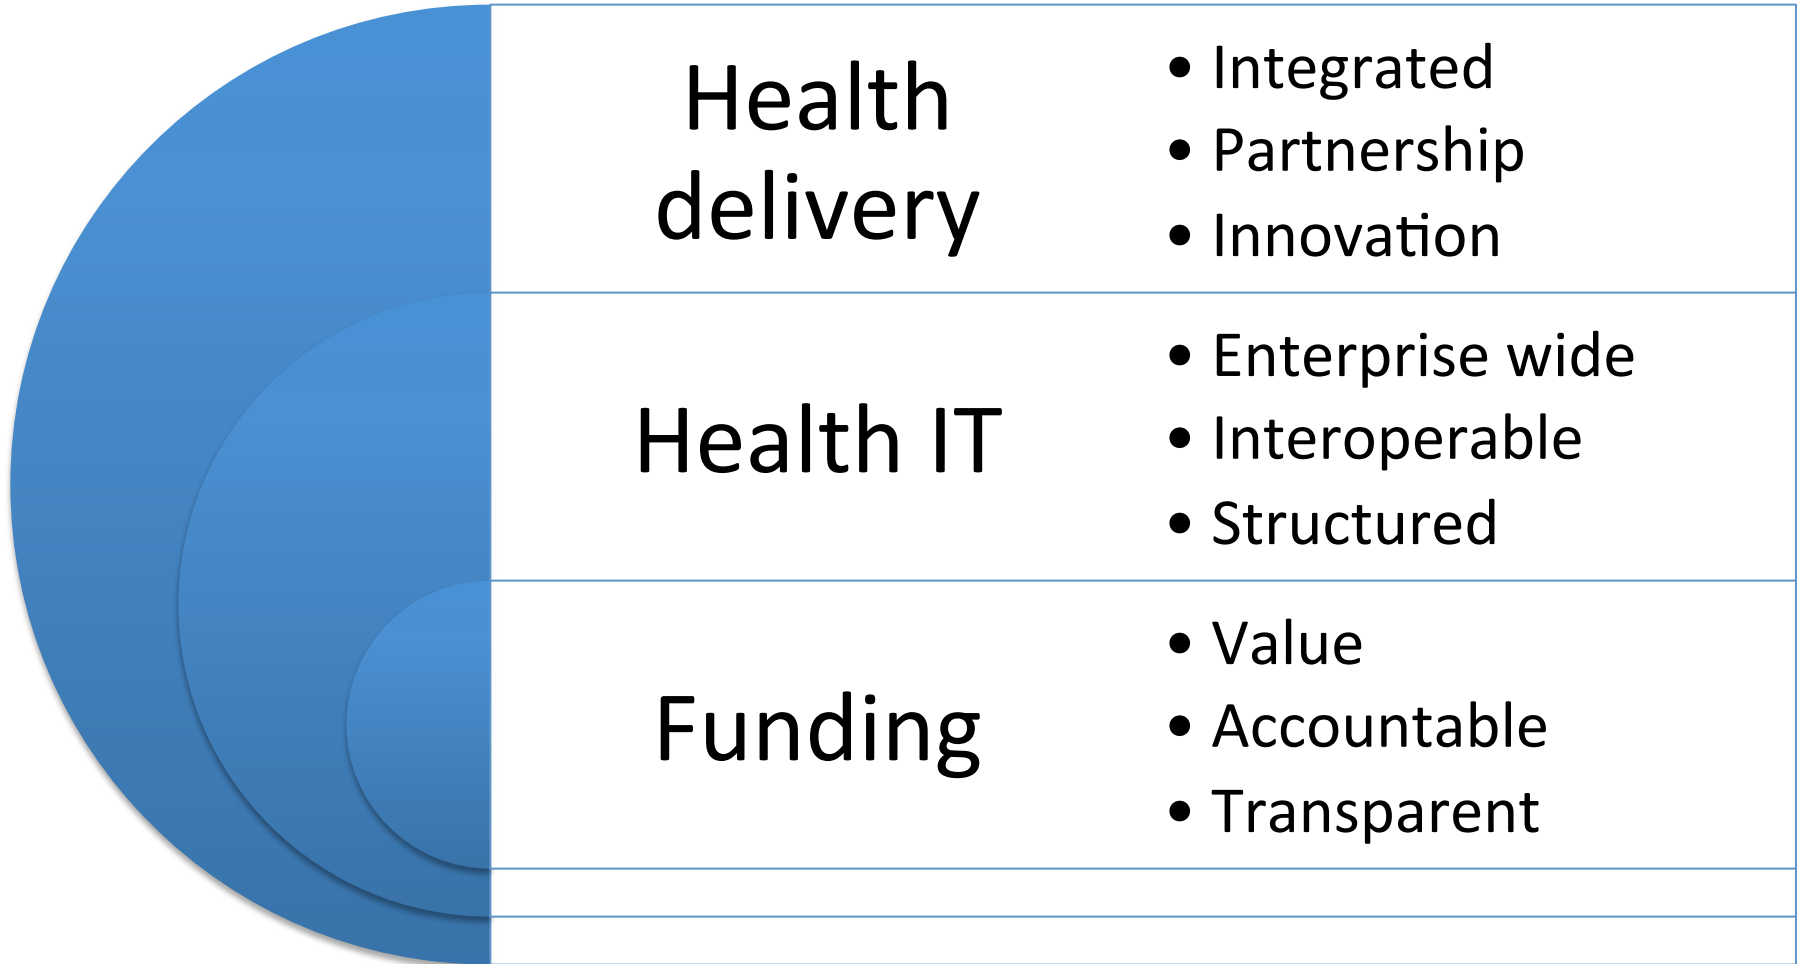 Health
delivery
• Integrated
• Partnership
• Innovation
Health IT
• Enterprise wide
• Interoperable
• Structured
Funding
• Value
• Accountable
• Transparent